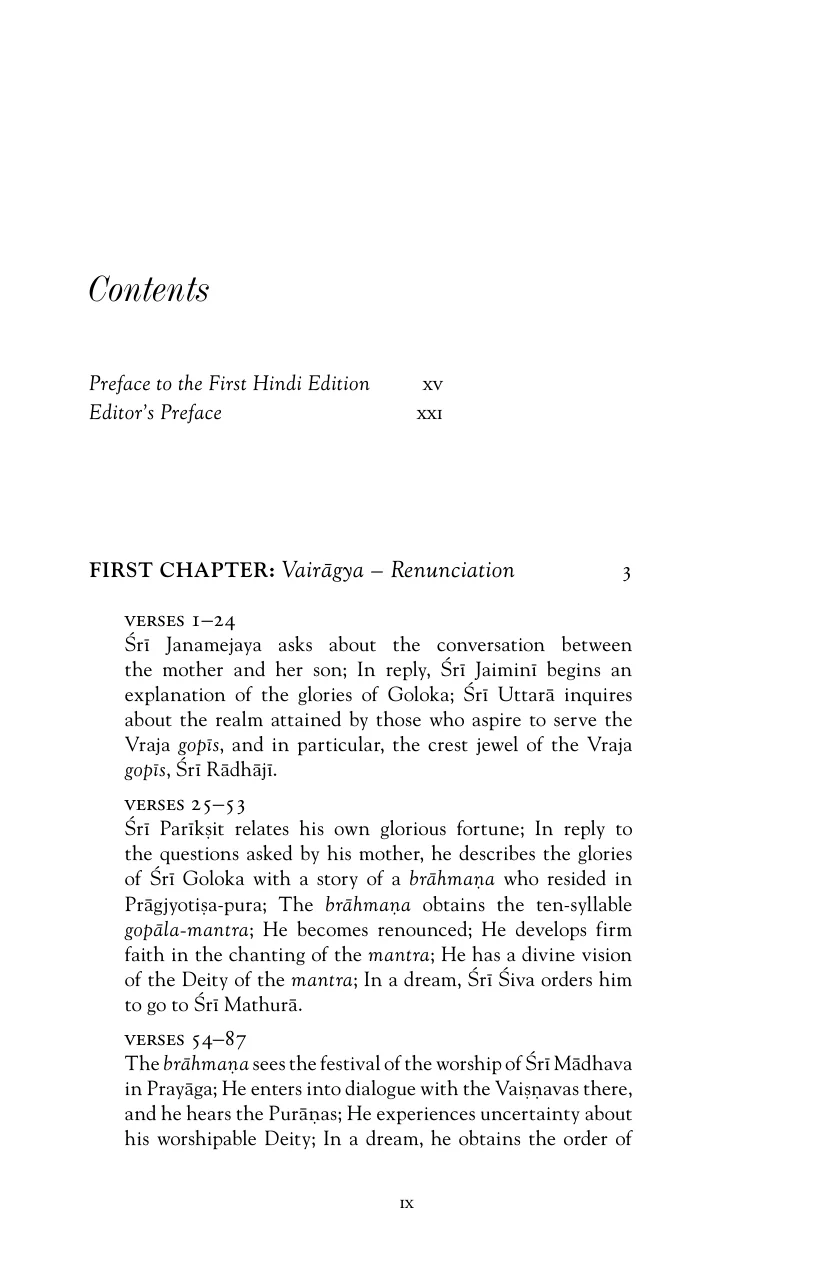 Contents
Preface to the First Hindi Edition xv
Editor’s Preface xxi
FIRST CHAPTER: Vairāgya – Renunciation 3
VERSES 1–24
Śrī Janamejaya asks about the conversation between
the mother and her son; In reply, Śrī Jaiminī begins an
explanation of the glories of Goloka; Śrī Uttarā inquires
about the realm attained by those who aspire to serve the
Vraja gopīs, and in particular, the crest jewel of the Vraja
gopīs, Śrī Rādhājī.
VERSES 25–53
Śrī Parīkṣit relates his own glorious fortune; In reply to
the questions asked by his mother, he describes the glories
of Śrī Goloka with a story of a brāhmaṇa who resided in
Prāgjyotiṣa-pura; The brāhmaṇa obtains the ten-syllable
gopāla-mantra; He becomes renounced; He develops firm
faith in the chanting of the mantra; He has a divine vision
of the Deity of the mantra; In a dream, Śrī Śiva orders him
to go to Śrī Mathurā.
VERSES 54–87
The brāhmaṇa sees the festival of the worship of Śrī Mādhava
in Prayāga; He enters into dialogue with the Vaiṣṇavas there,
and he hears the Purāṇas; He experiences uncertainty about
his worshipable Deity; In a dream, he obtains the order of
ix